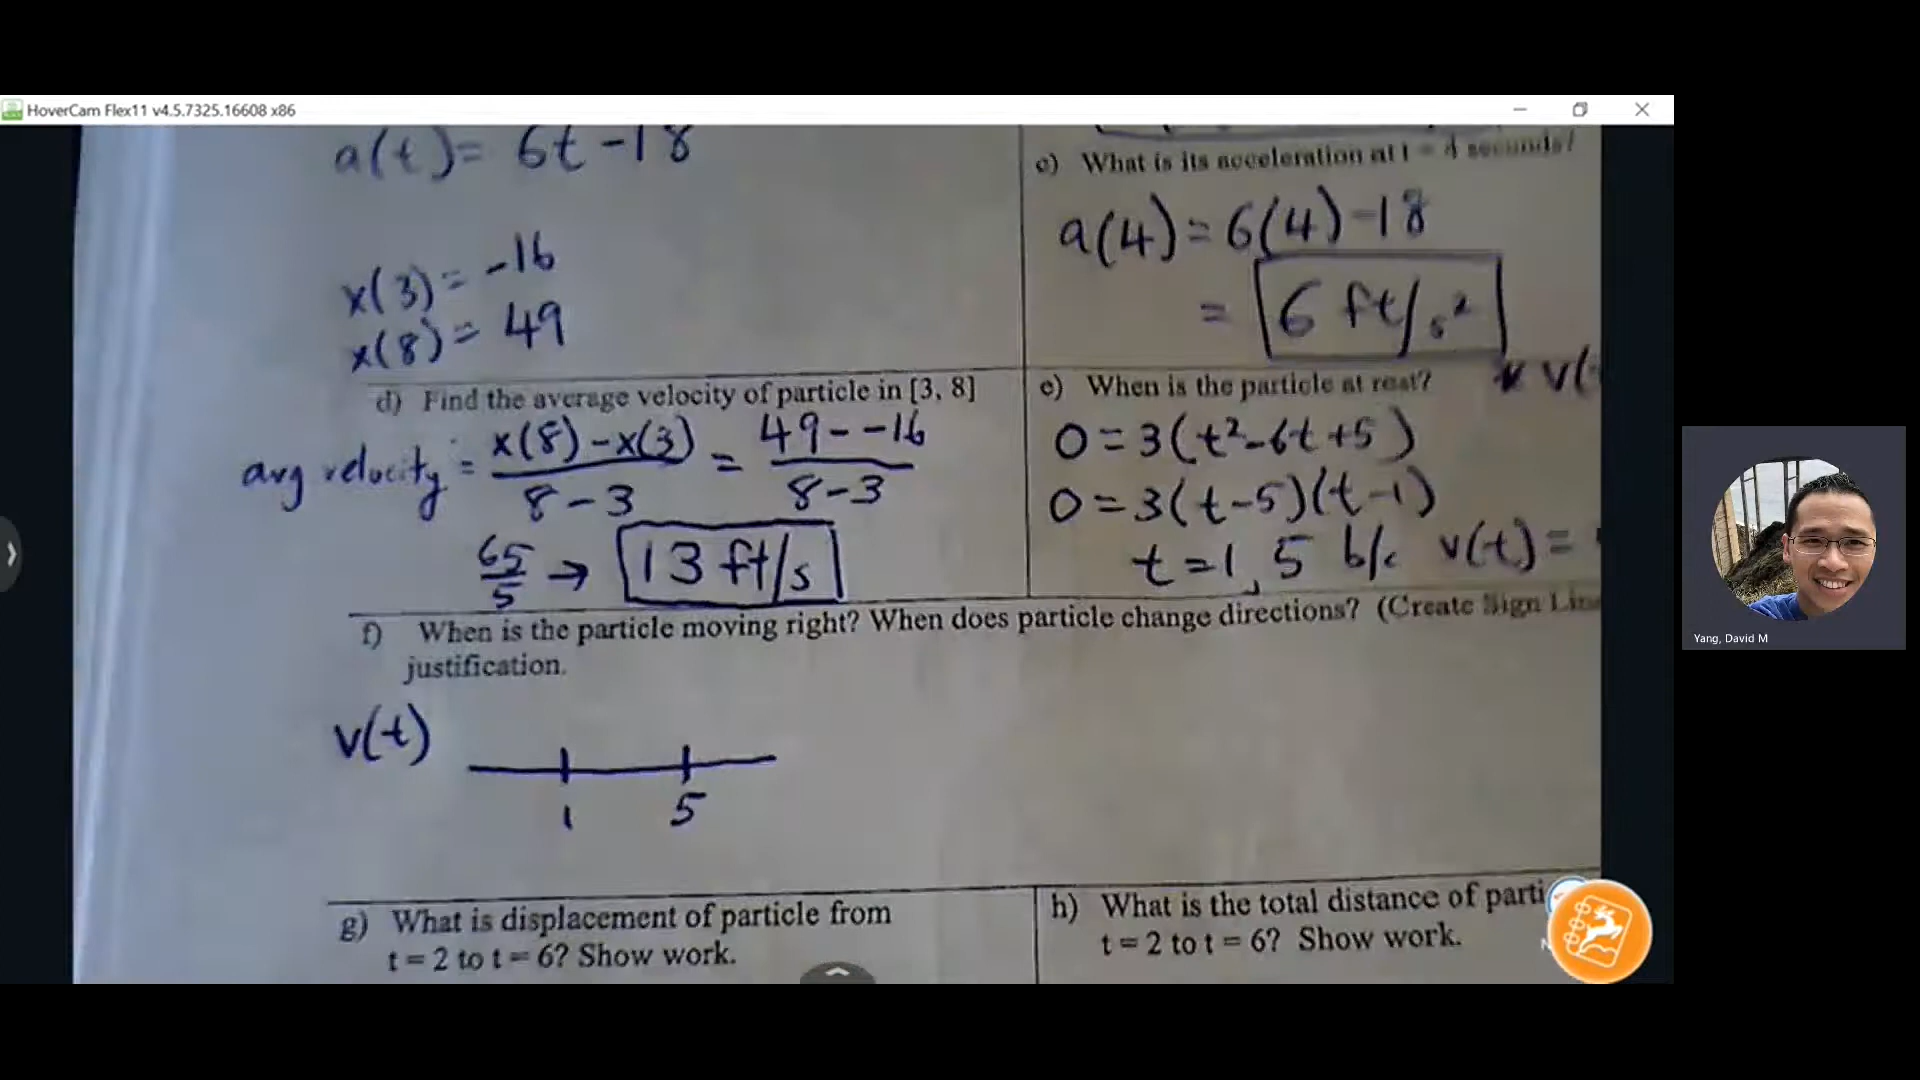 HoverCam Flex11 v4.5.7325.16608 x86
a(t) = 6t - 18
x(3) = -16
x(8) = 49
c) What is its acceleration at t = 4 seconds?
a(4) = 6(4) - 18
= 6 ft/s²
d) Find the average velocity of particle in [3, 8]
avg velocity = x(8) - x(3) / 8 - 3 = 49 - -16 / 8 - 3
65/5 → 13 ft/s
e) When is the particle at rest? v(
0 = 3(t² - 6t + 5)
0 = 3(t - 5)(t - 1)
t = 1, 5 b/c v(t) =
f) When is the particle moving right? When does particle change directions? (Create Sign Line
justification.
v(t)
1 5
g) What is displacement of particle from
t = 2 to t = 6? Show work.
h) What is the total distance of parti
t = 2 to t = 6? Show work.
Yang, David M